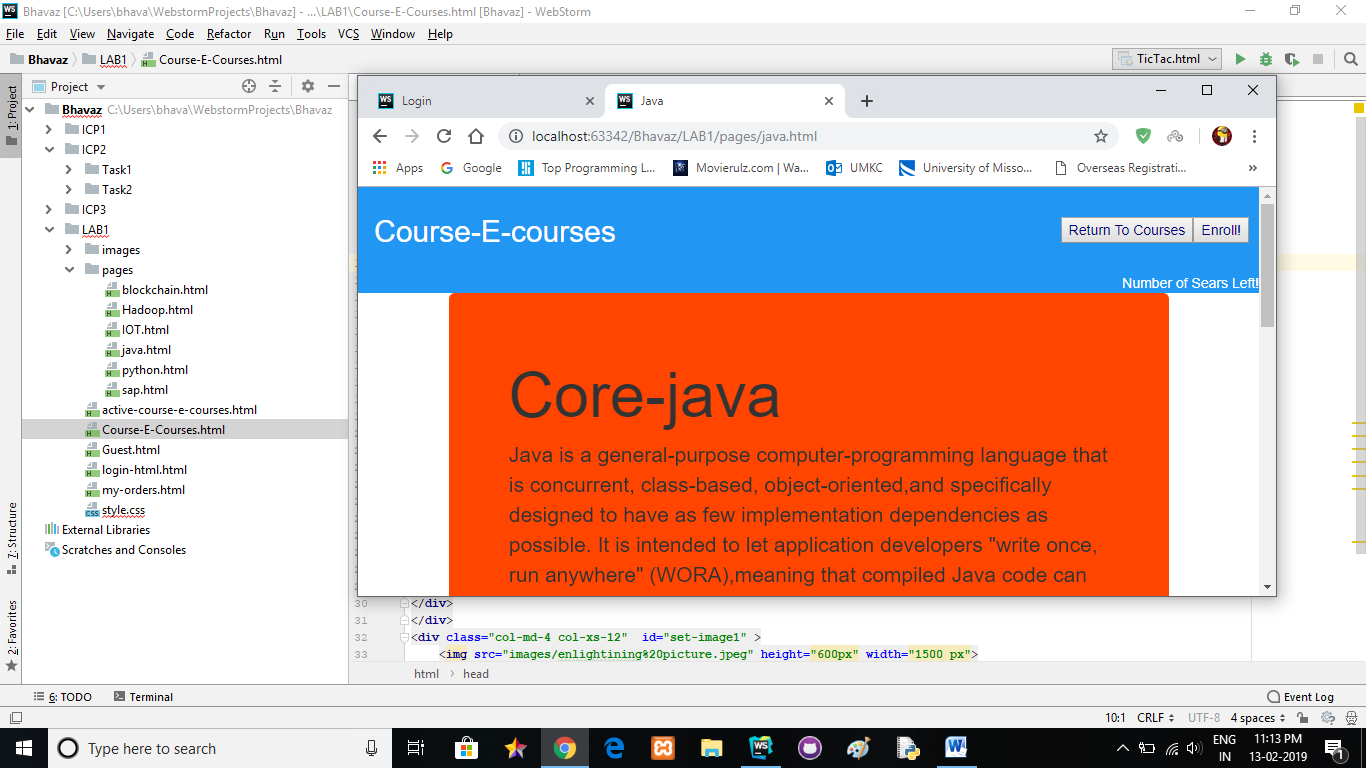 Bhavaz [C:\Users\bhava\WebstormProjects\Bhavaz] - ...\LAB1\Course-E-Courses.html [Bhavaz] - WebStorm
File Edit View Navigate Code Refactor Run Tools VCS Window Help
Bhavaz LAB1 Course-E-Courses.html
TicTac.html
Project
Bhavaz C:\Users\bhava\WebstormProjects\Bhavaz
ICP1
ICP2
Task1
Task2
ICP3
LAB1
images
pages
blockchain.html
Hadoop.html
IOT.html
java.html
python.html
sap.html
active-course-e-courses.html
Course-E-Courses.html
Guest.html
login-html.html
my-orders.html
style.css
External Libraries
Scratches and Consoles
1: Project
7: Structure
2: Favorites
Login
Java
localhost:63342/Bhavaz/LAB1/pages/java.html
Apps Google Top Programming L... Movierulz.com | Wa... UMKC University of Misso... Overseas Registrati... »
Course-E-courses
Return To Courses Enroll!
Number of Sears Left!
Core-java
Java is a general-purpose computer-programming language that
is concurrent, class-based, object-oriented,and specifically
designed to have as few implementation dependencies as
possible. It is intended to let application developers "write once,
run anywhere" (WORA),meaning that compiled Java code can
30 </div>
31 </div>
32 <div class="col-md-4 col-xs-12"  id="set-image1" >
33 <img src="images/enlightining%20picture.jpeg" height="600px" width="1500 px">
html head
6: TODO Terminal Event Log
10:1 CRLF UTF-8 4 spaces
Type here to search
ENG
IN
11:13 PM
13-02-2019
1